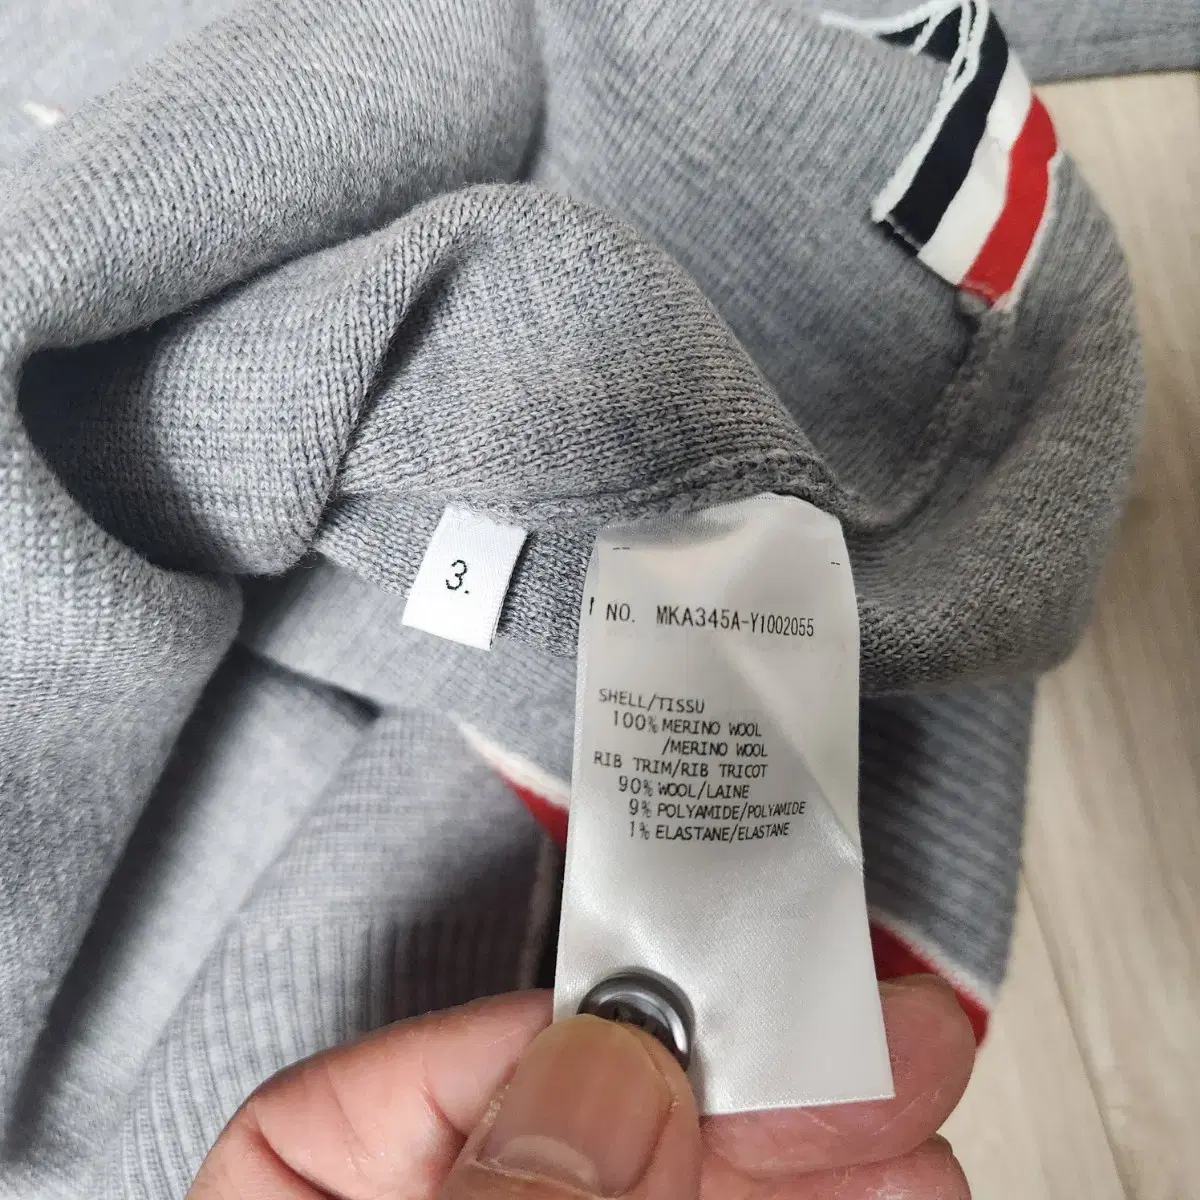 3.
NO. MKA345A-Y1002055
SHELL/TISSU
100% MERINO WOOL
/MERINO WOOL
RIB TRIM/RIB TRICOT
90% WOOL/LAINE
9% POLYAMIDE/POLYAMIDE
1% ELASTANE/ELASTANE